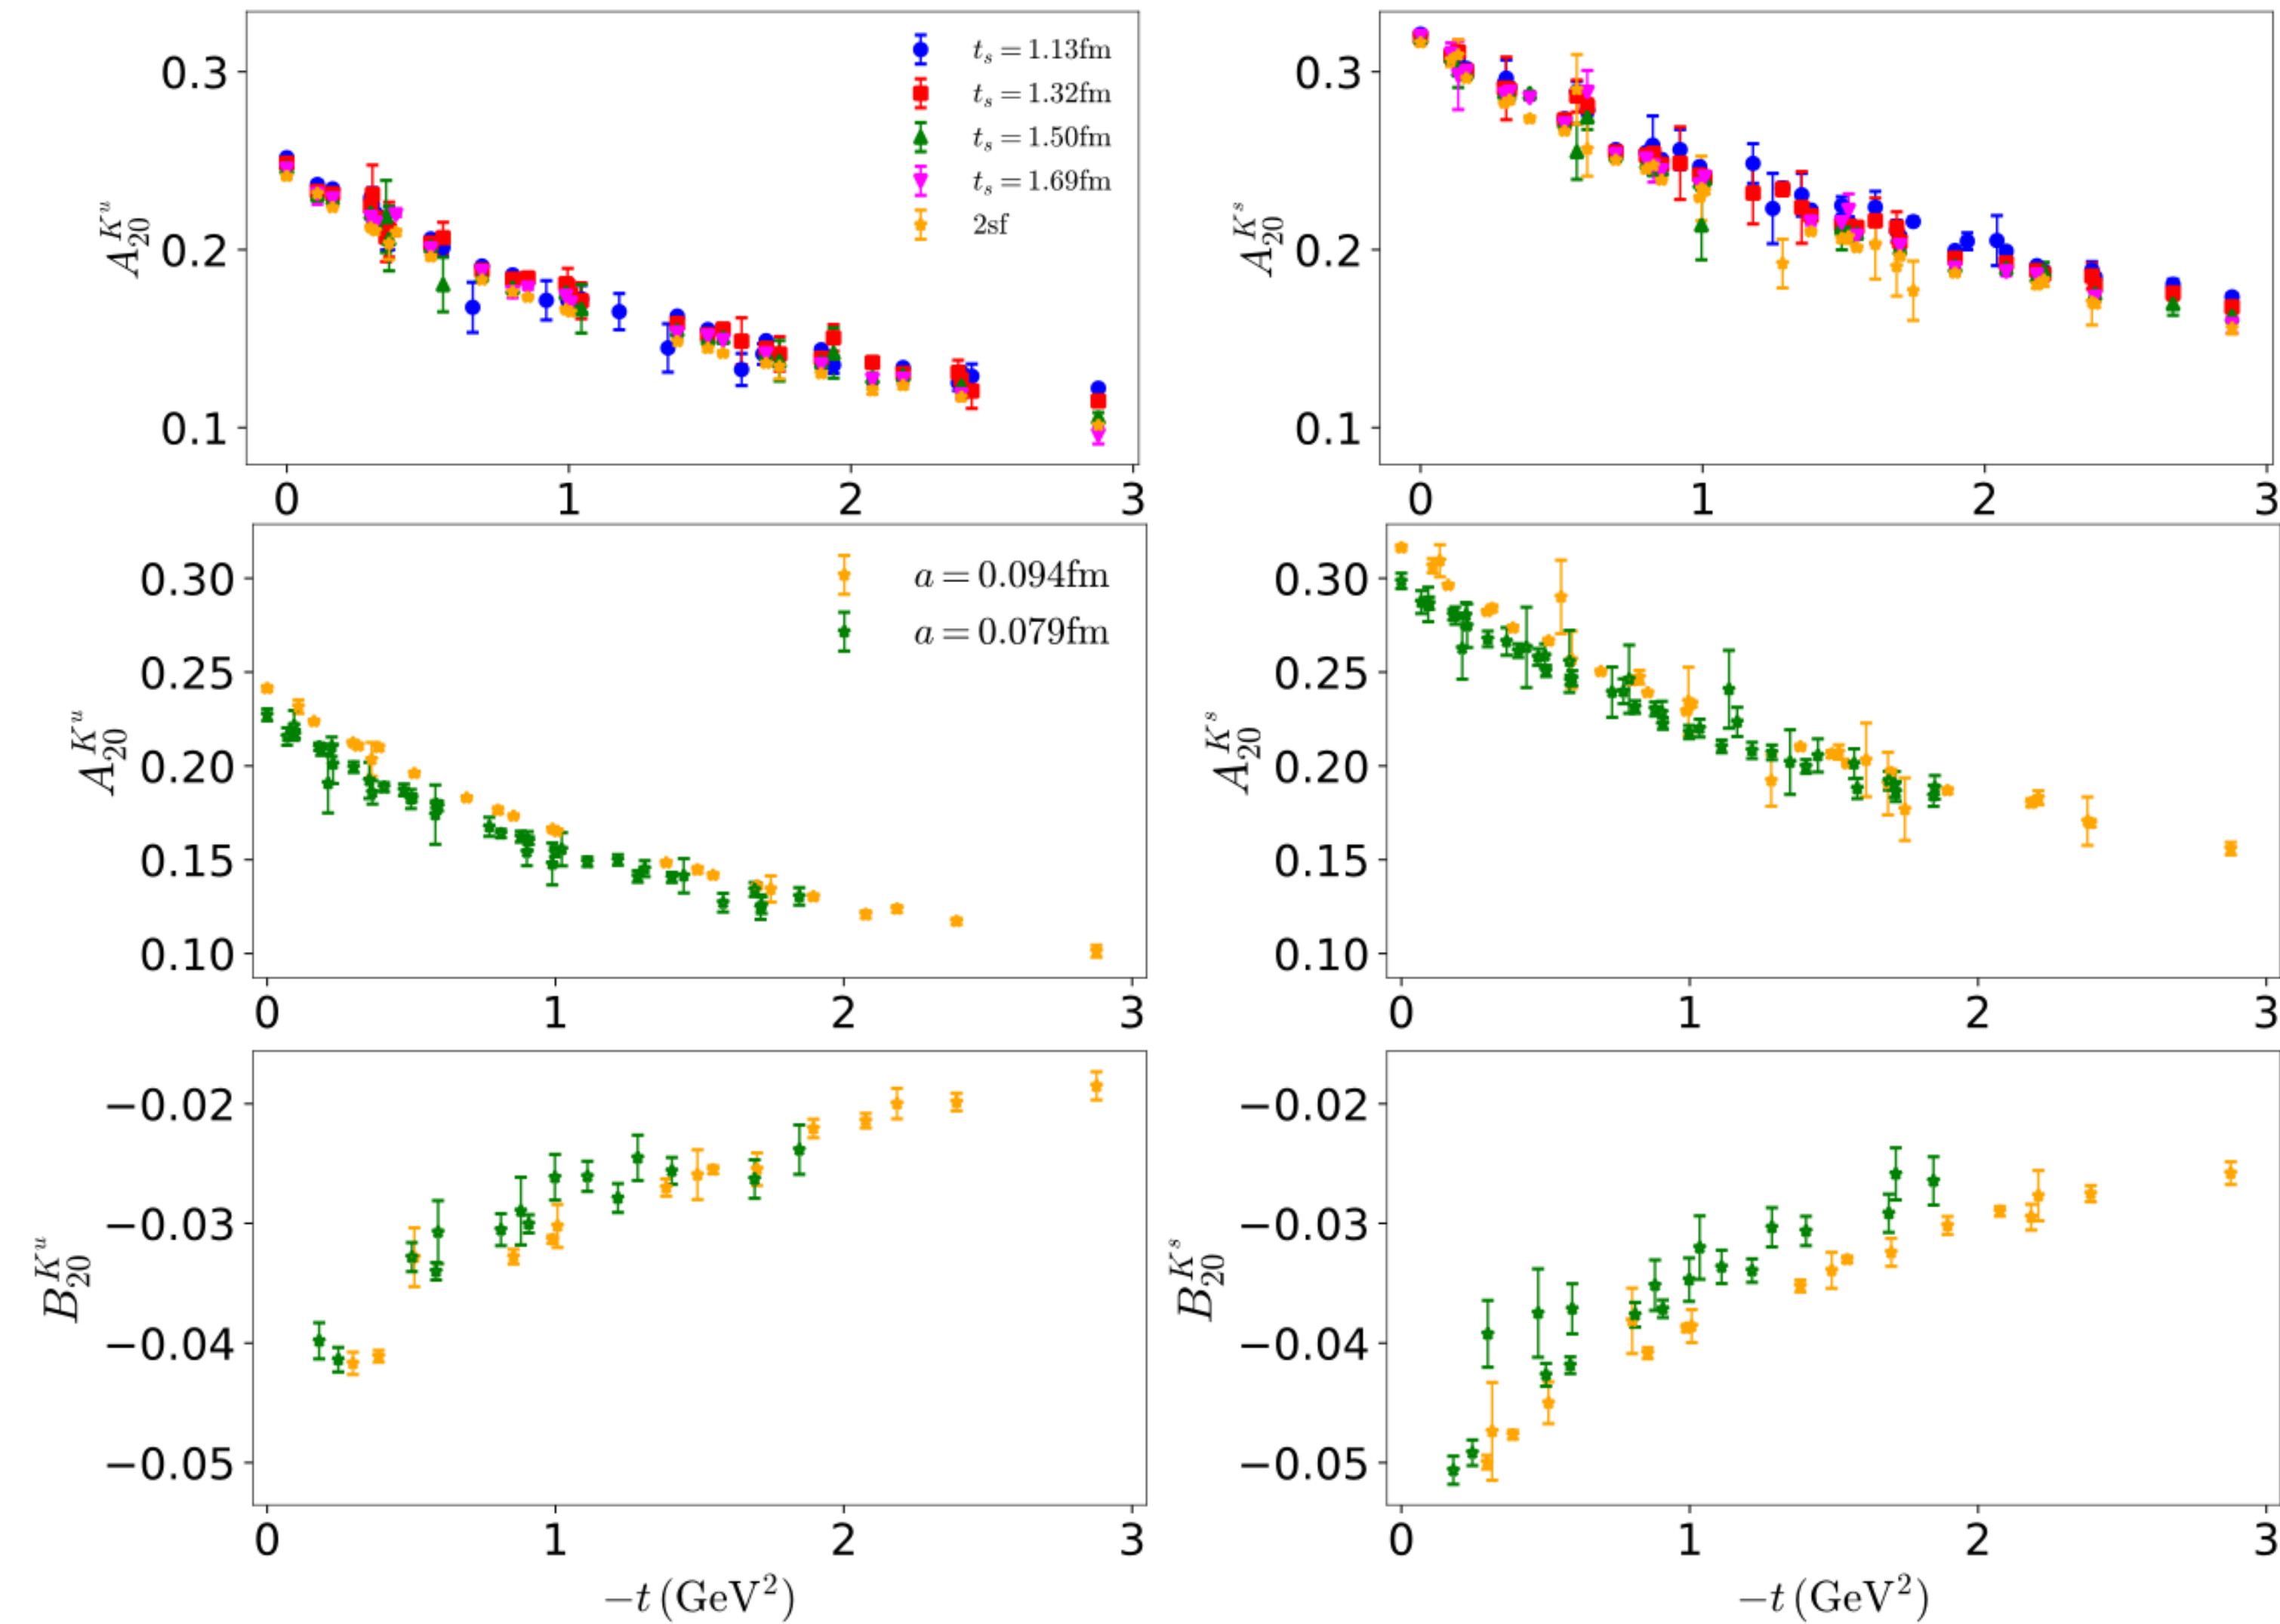 0.3
0.2
0.1
A_{20}^{K^u}
t_s = 1.13fm
t_s = 1.32fm
t_s = 1.50fm
t_s = 1.69fm
2sf
0 1 2 3
0.3
0.2
0.1
A_{20}^{K^s}
0 1 2 3
0.30
0.25
0.20
0.15
0.10
A_{20}^{K^u}
a = 0.094fm
a = 0.079fm
0 1 2 3
0.30
0.25
0.20
0.15
0.10
A_{20}^{K^s}
0 1 2 3
−0.02
−0.03
−0.04
−0.05
B_{20}^{K^u}
0 1 2 3
−t (GeV²)
−0.02
−0.03
−0.04
−0.05
B_{20}^{K^s}
0 1 2 3
−t (GeV²)